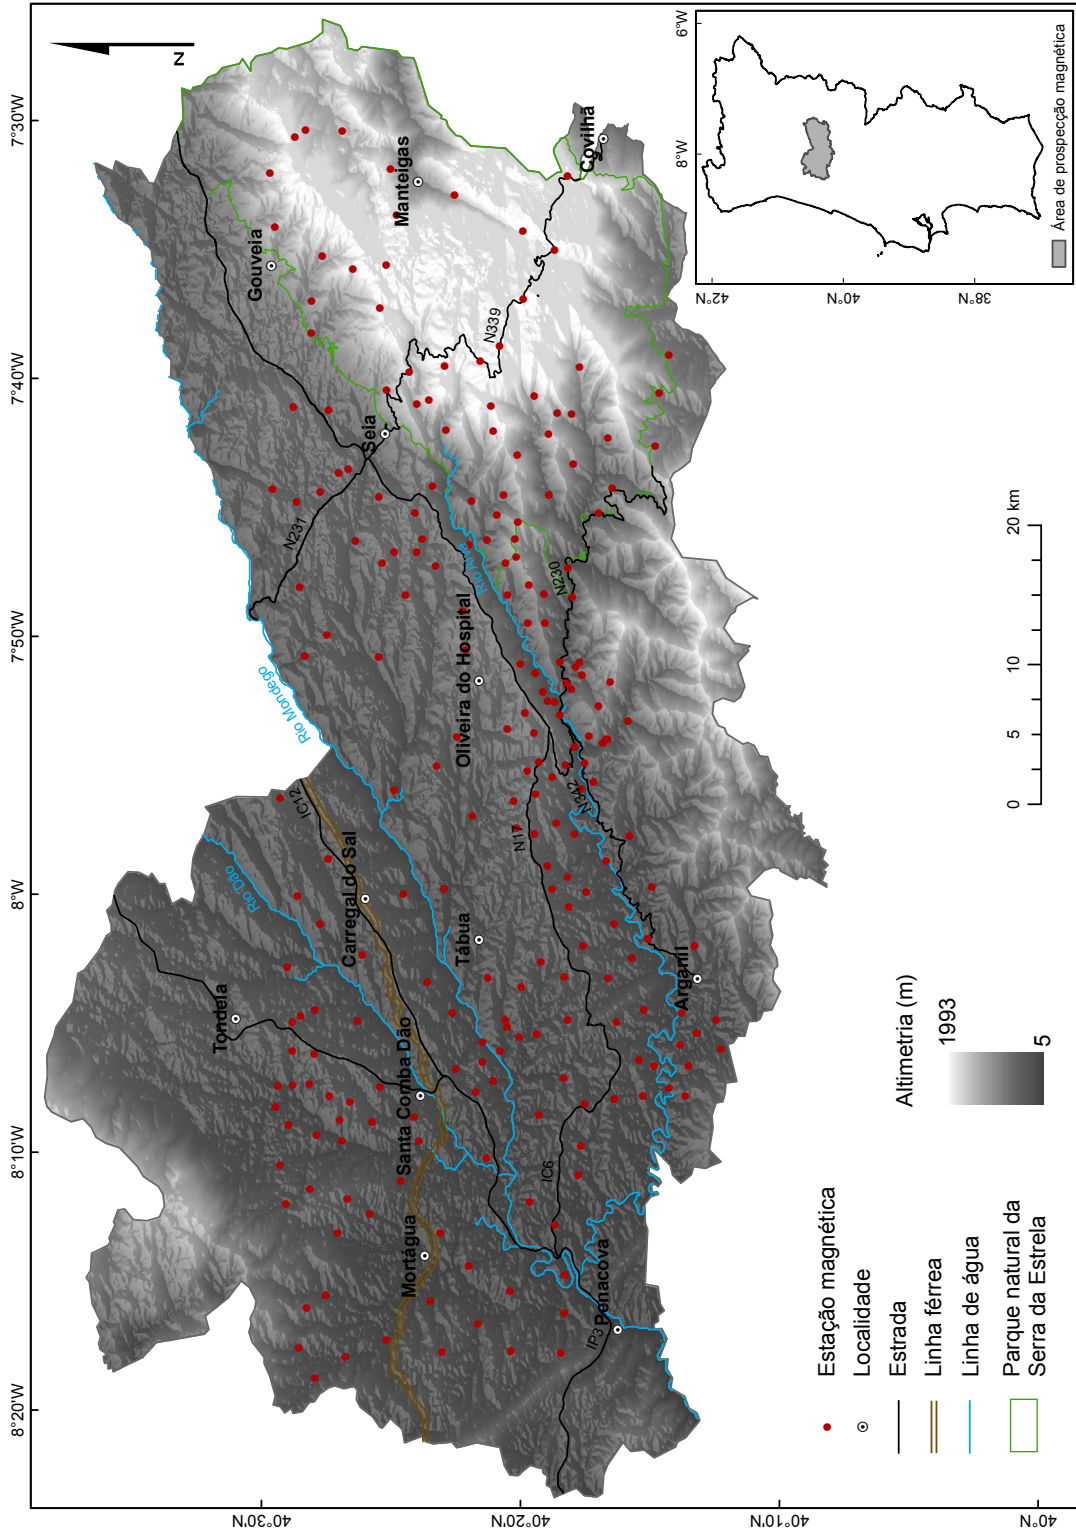 8°20'W
8°10'W
8°W
7°50'W
7°40'W
7°30'W
40°30'N
40°20'N
40°10'N
40°N
N
Tondela
Carregal do Sal
Santa Comba Dão
Mortágua
Penacova
Tábua
Arganil
Oliveira do Hospital
Seia
Gouveia
Manteigas
Covilhã
Rio Dão
Rio Mondego
Rio Alva
IC12
N231
N339
N230
N342
N17
IC6
IP3
Estação magnética
Localidade
Estrada
Linha férrea
Linha de água
Parque natural da
Serra da Estrela
Altimetria (m)
1993
5
0 5 10 20 km
42°N
40°N
38°N
8°W
6°W
Área de prospecção magnética